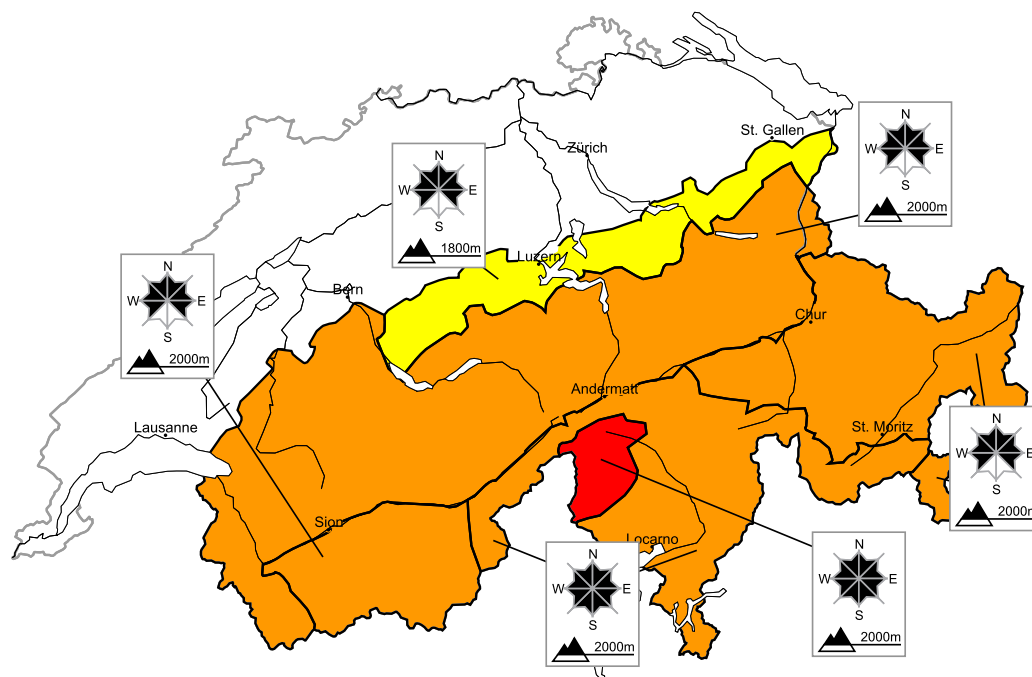 St. Gallen
N
W E
S
2000m
Zürich
N
W E
S
1800m
Luzern
N
W E
S
2000m
Bern
Chur
Andermatt
Lausanne
St. Moritz
N
W E
S
2000m
Sion
Locarno
N
W E
S
2000m
N
W E
S
2000m